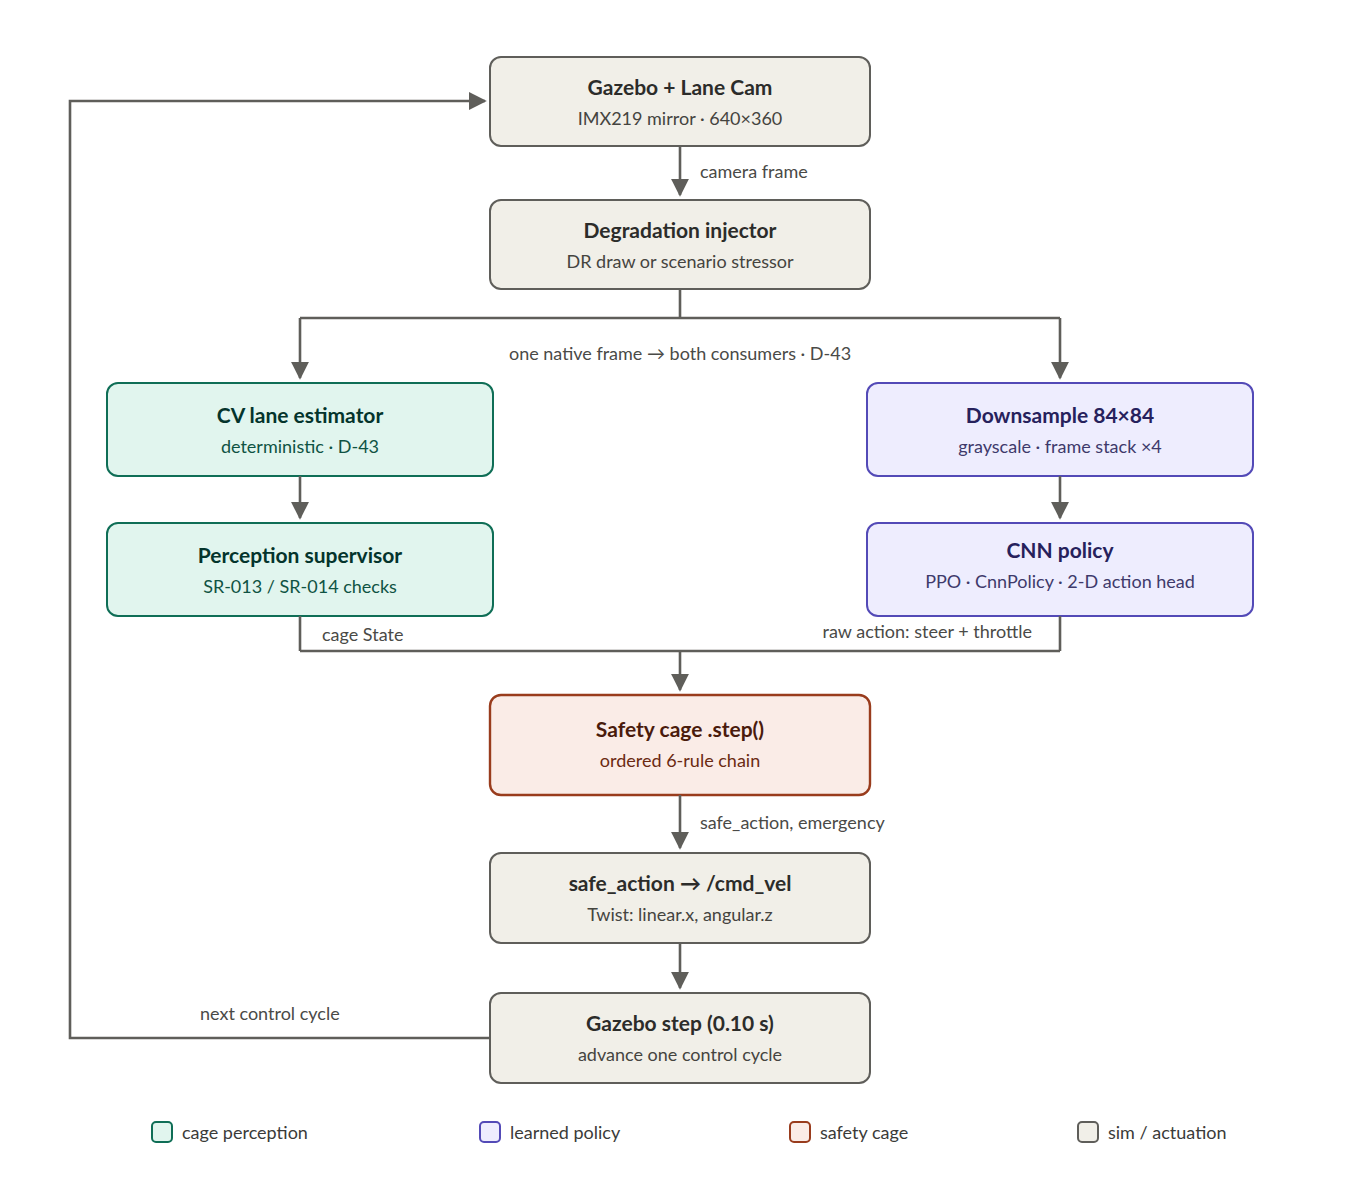 Gazebo + Lane Cam
IMX219 mirror · 640×360
camera frame
Degradation injector
DR draw or scenario stressor
one native frame → both consumers · D-43
CV lane estimator
deterministic · D-43
Downsample 84×84
grayscale · frame stack ×4
Perception supervisor
SR-013 / SR-014 checks
CNN policy
PPO · CnnPolicy · 2-D action head
cage State
raw action: steer + throttle
Safety cage .step()
ordered 6-rule chain
safe_action, emergency
safe_action → /cmd_vel
Twist: linear.x, angular.z
next control cycle
Gazebo step (0.10 s)
advance one control cycle
cage perception
learned policy
safety cage
sim / actuation